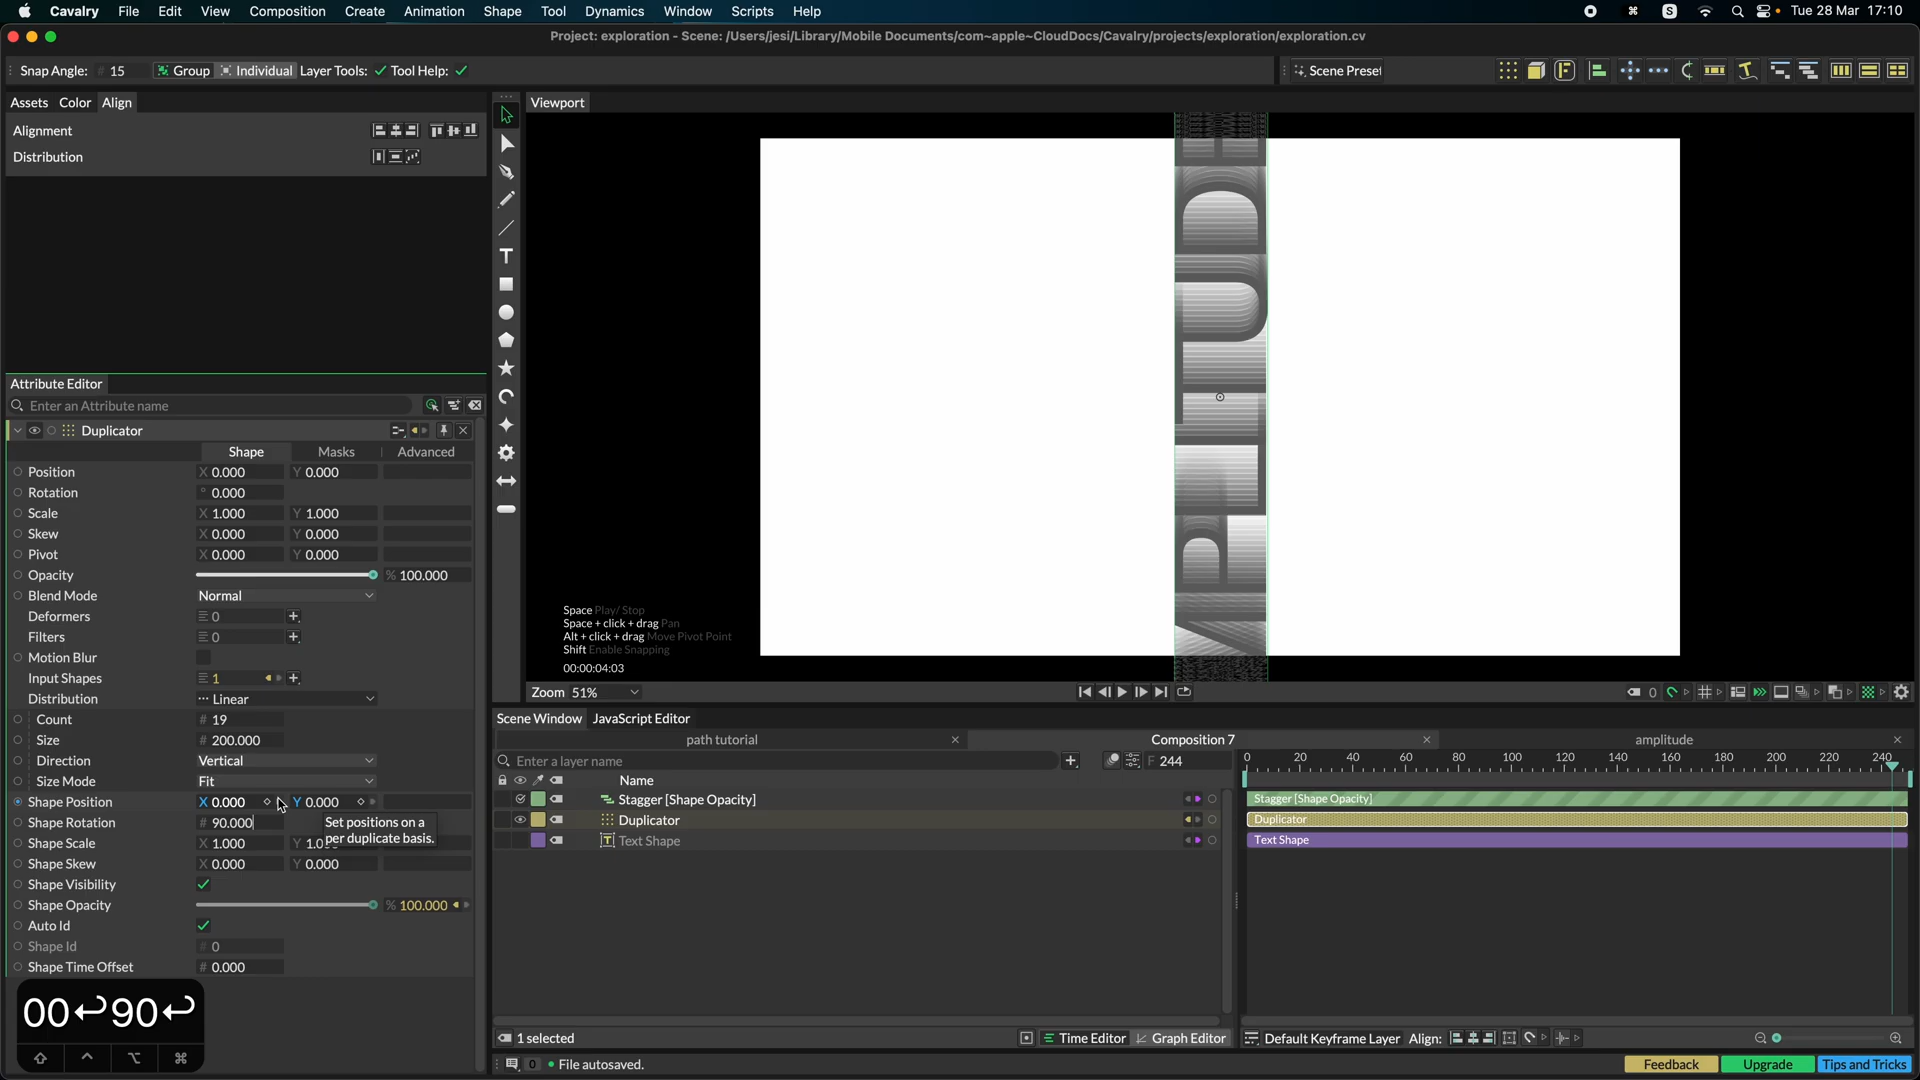 Cavalry File Edit View Composition Create Animation Shape Tool Dynamics Window Scripts Help
Tue 28 Mar 17:10
Project: exploration - Scene: /Users/jesi/Library/Mobile Documents/com~apple~CloudDocs/Cavalry/projects/exploration/exploration.cv
Snap Angle: # 15 Group Individual Layer Tools: Tool Help:
Scene Preset
Assets Color Align
Viewport
Alignment
Distribution
Attribute Editor
Enter an Attribute name
Duplicator
Shape Masks Advanced
Position X 0.000 Y 0.000
Rotation ° 0.000
Scale X 1.000 Y 1.000
Skew X 0.000 Y 0.000
Pivot X 0.000 Y 0.000
Opacity % 100.000
Blend Mode Normal
Deformers 0
Filters 0
Motion Blur
Input Shapes 1
Distribution Linear
Count # 19
Size # 200.000
Direction Vertical
Size Mode Fit
Shape Position X 0.000 Y 0.000
Shape Rotation # 90.000
Set positions on a
per duplicate basis.
Shape Scale X 1.000 Y
Shape Skew X 0.000 Y 0.000
Shape Visibility
Shape Opacity % 100.000
Auto Id
Shape Id # 0
Shape Time Offset # 0.000
00↩90↩
Space Play/ Stop
Space + click + drag Pan
Alt + click + drag Move Pivot Point
Shift Enable Snapping
00:00:04:03
Zoom 51%
0
Scene Window JavaScript Editor
path tutorial Composition 7 amplitude
Enter a layer name
F 244
0 20 40 60 80 100 120 140 160 180 200 220 240
Name
Stagger [Shape Opacity]
Stagger [Shape Opacity]
Duplicator
Duplicator
Text Shape
Text Shape
1 selected
Time Editor Graph Editor
Default Keyframe Layer Align:
0 File autosaved.
Feedback Upgrade Tips and Tricks